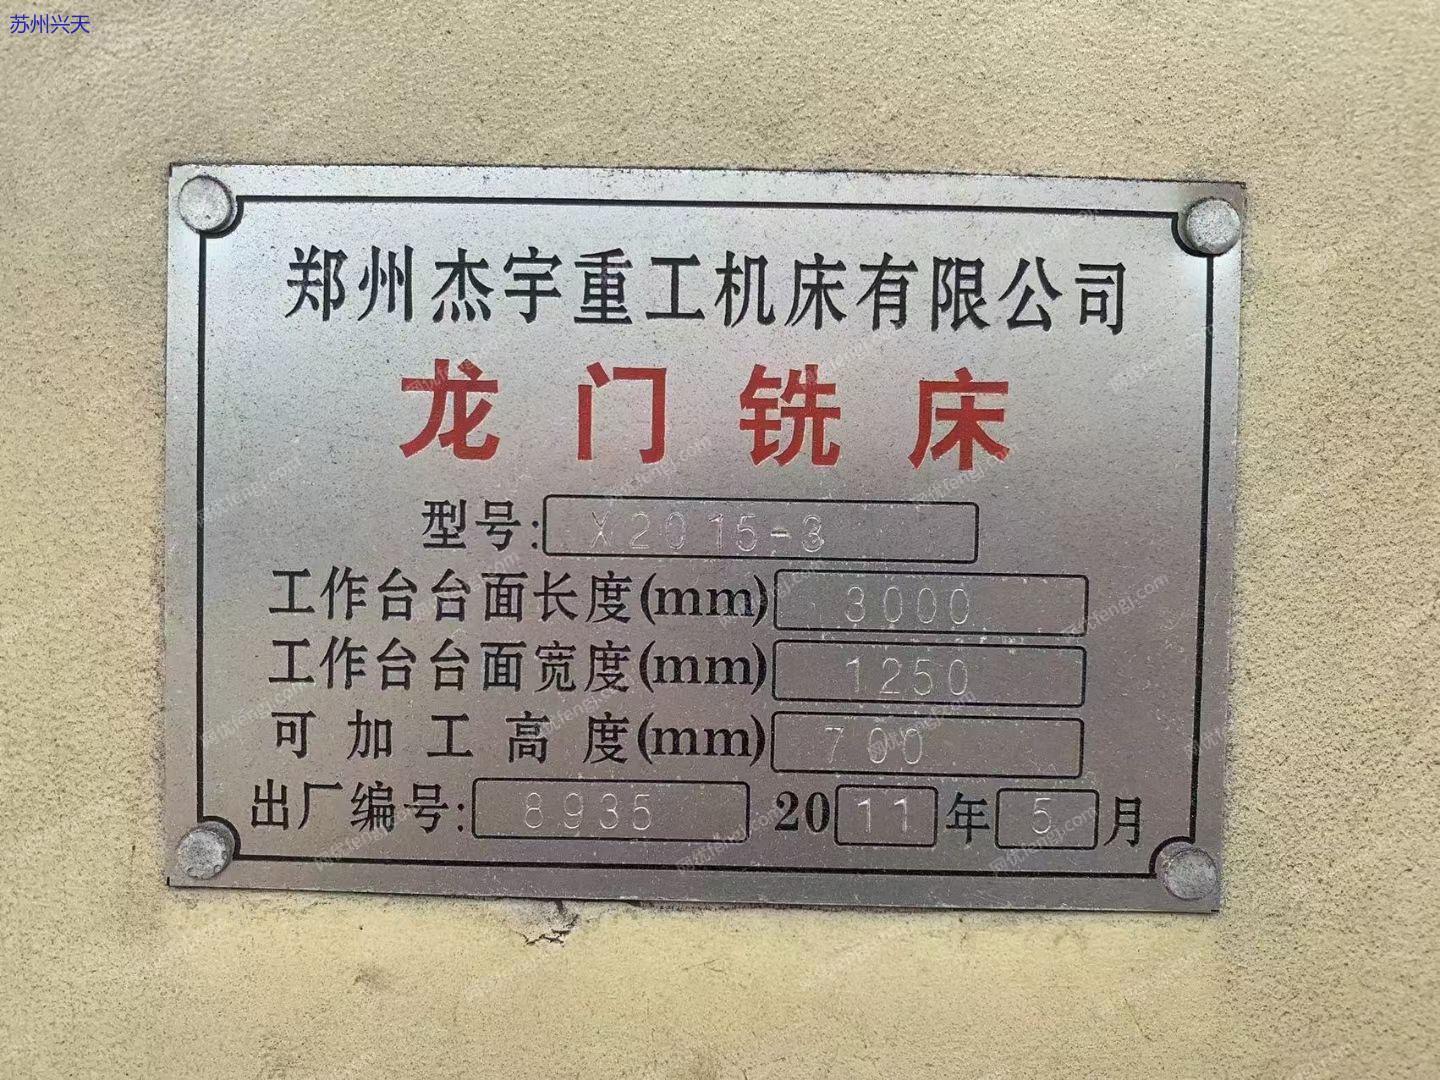 苏州兴天
郑州杰宇重工机床有限公司
龙门铣床
型号: X2015-3
工作台台面长度(mm) 3000
工作台台面宽度(mm) 1250
可加工高度(mm) 700
出厂编号: 8935 2011年5月